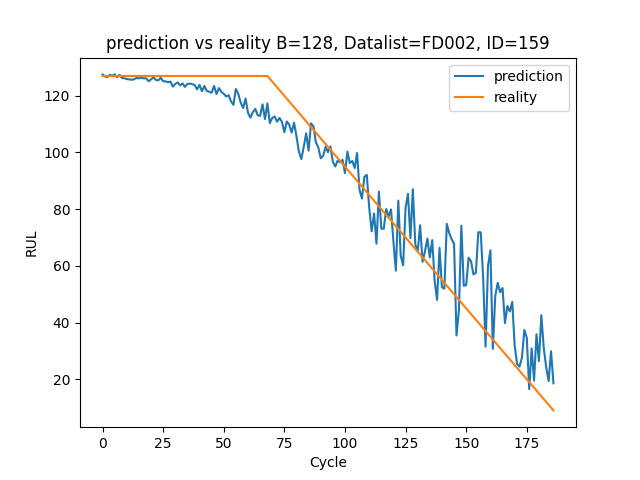 prediction vs reality B=128, Datalist=FD002, ID=159
prediction
reality
RUL
120
100
80
60
40
20
0 25 50 75 100 125 150 175
Cycle